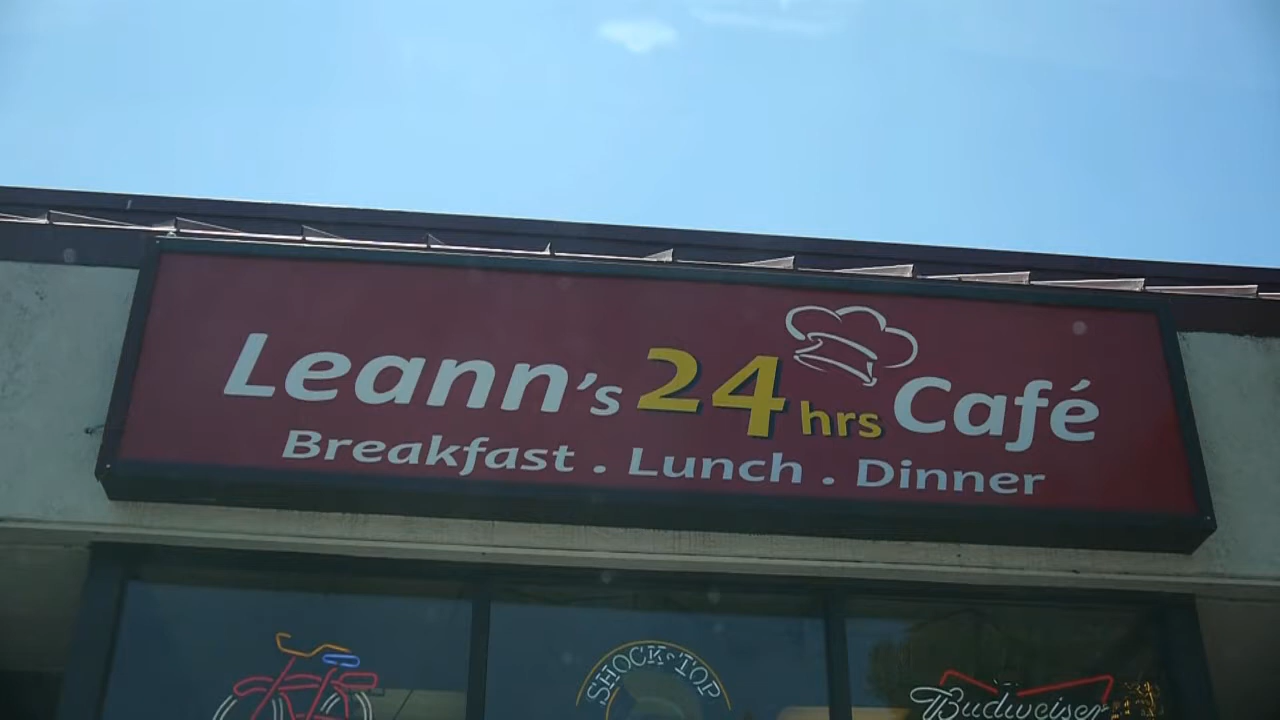 Leann's 24 hrs Café
Breakfast . Lunch . Dinner
SHOCK TOP
Budweiser